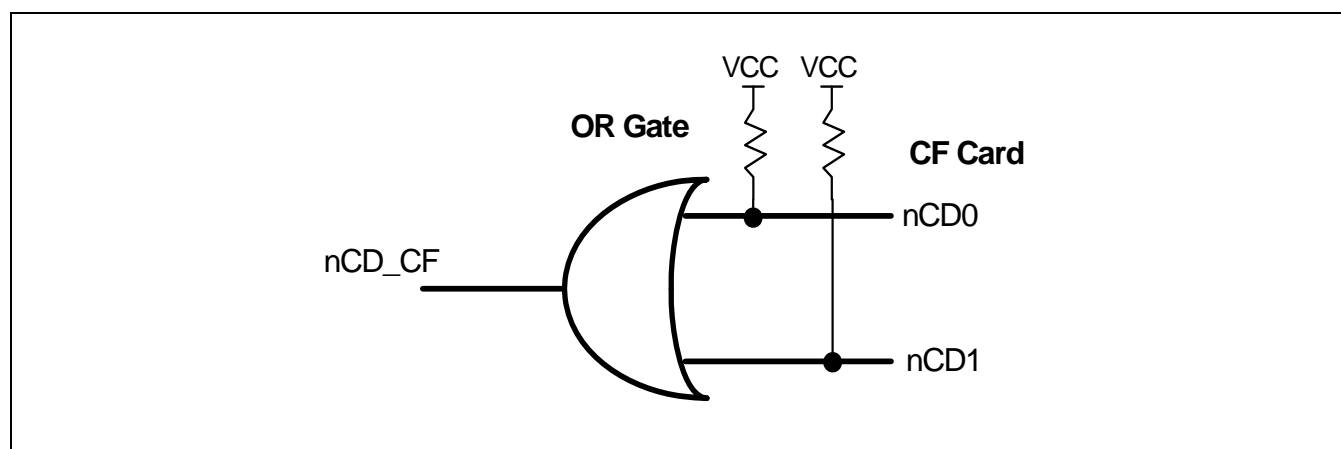 VCC VCC
OR Gate
CF Card
nCD0
nCD_CF
nCD1